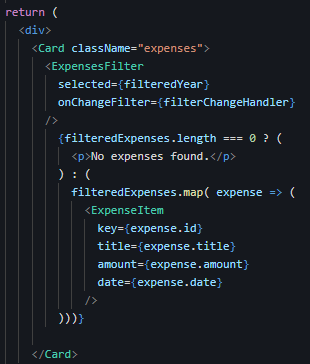 return (
<div>
<Card className="expenses">
<ExpensesFilter
selected={filteredYear}
onChangeFilter={filterChangeHandler}
/>
{filteredExpenses.length === 0 ? (
<p>No expenses found.</p>
) : (
filteredExpenses.map( expense => (
<ExpenseItem
key={expense.id}
title={expense.title}
amount={expense.amount}
date={expense.date}
/>
)))}
</Card>